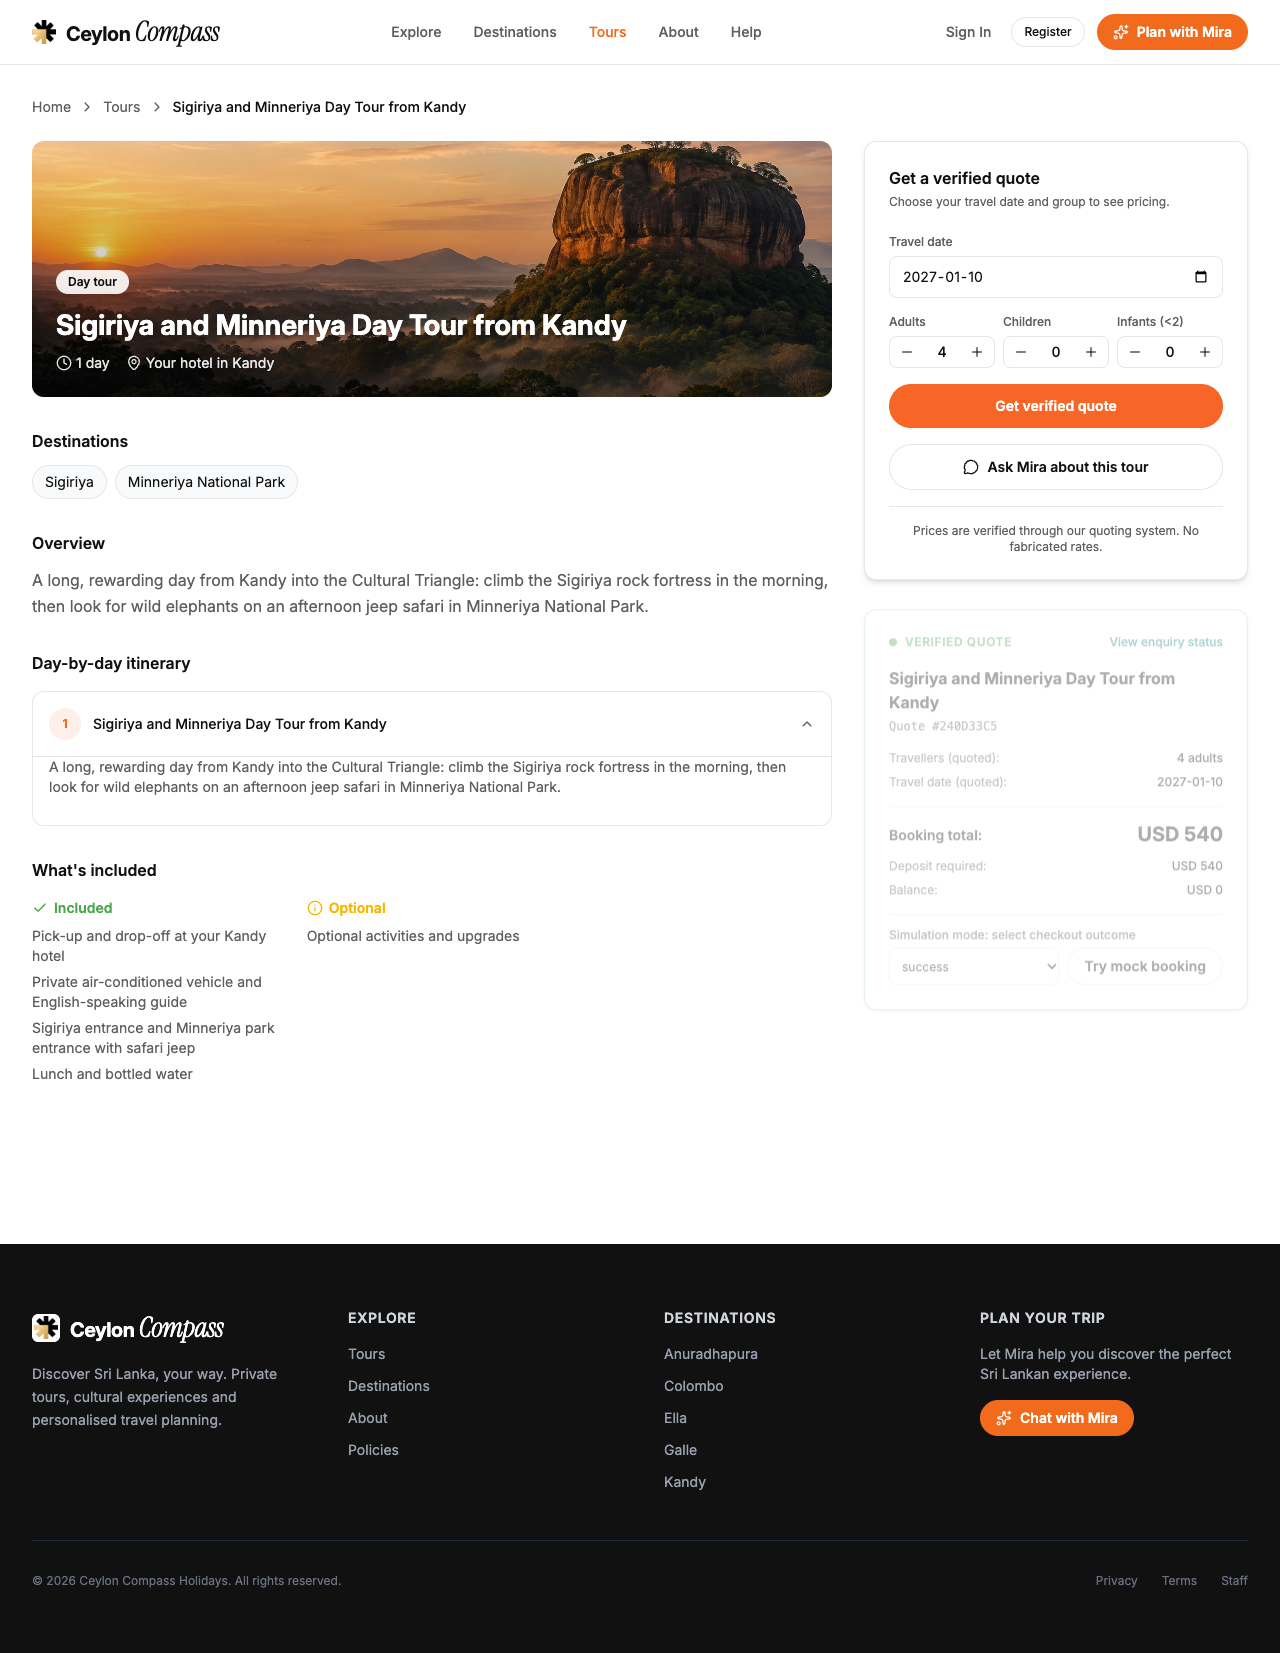 Ceylon Compass
Explore
Destinations
Tours
About
Help
Sign In
Register
Plan with Mira
Home
Tours
Sigiriya and Minneriya Day Tour from Kandy
Day tour
Sigiriya and Minneriya Day Tour from Kandy
1 day
Your hotel in Kandy
Destinations
Sigiriya
Minneriya National Park
Overview
A long, rewarding day from Kandy into the Cultural Triangle: climb the Sigiriya rock fortress in the morning,
then look for wild elephants on an afternoon jeep safari in Minneriya National Park.
Day-by-day itinerary
1
Sigiriya and Minneriya Day Tour from Kandy
A long, rewarding day from Kandy into the Cultural Triangle: climb the Sigiriya rock fortress in the morning, then
look for wild elephants on an afternoon jeep safari in Minneriya National Park.
What's included
Included
Pick-up and drop-off at your Kandy
hotel
Private air-conditioned vehicle and
English-speaking guide
Sigiriya entrance and Minneriya park
entrance with safari jeep
Lunch and bottled water
Optional
Optional activities and upgrades
Get a verified quote
Choose your travel date and group to see pricing.
Travel date
2027-01-10
Adults
Children
Infants (<2)
4
0
0
Get verified quote
Ask Mira about this tour
Prices are verified through our quoting system. No
fabricated rates.
VERIFIED QUOTE
View enquiry status
Sigiriya and Minneriya Day Tour from
Kandy
Quote #240D33C5
Travellers (quoted):
4 adults
Travel date (quoted):
2027-01-10
Booking total:
USD 540
Deposit required:
USD 540
Balance:
USD 0
Simulation mode: select checkout outcome
success
Try mock booking
Ceylon Compass
Discover Sri Lanka, your way. Private
tours, cultural experiences and
personalised travel planning.
EXPLORE
Tours
Destinations
About
Policies
DESTINATIONS
Anuradhapura
Colombo
Ella
Galle
Kandy
PLAN YOUR TRIP
Let Mira help you discover the perfect
Sri Lankan experience.
Chat with Mira
© 2026 Ceylon Compass Holidays. All rights reserved.
Privacy
Terms
Staff